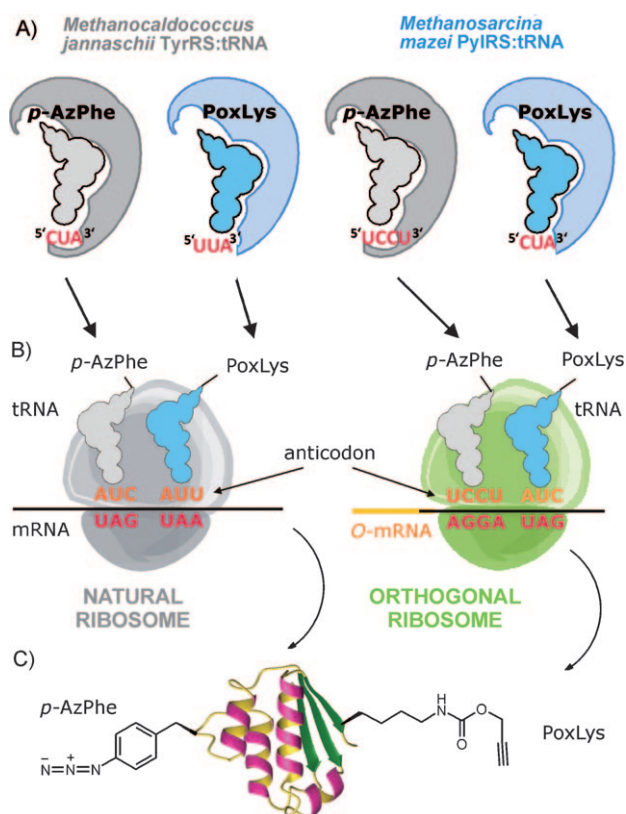 A)
Methanocaldococcus
jannaschii TyrRS:tRNA
Methanosarcina
mazei PylRS:tRNA
p-AzPhe
PoxLys
p-AzPhe
PoxLys
5‘CUA3‘
5‘UUA3‘
5‘UCCU3‘
5‘CUA3‘
B)
p-AzPhe
PoxLys
p-AzPhe
PoxLys
tRNA
tRNA
anticodon
AUC
AUU
UCCU
AUC
mRNA
UAG
UAA
O-mRNA
AGGA
UAG
NATURAL
RIBOSOME
ORTHOGONAL
RIBOSOME
C)
p-AzPhe
PoxLys
N=N=N
− +
H
N
O
O